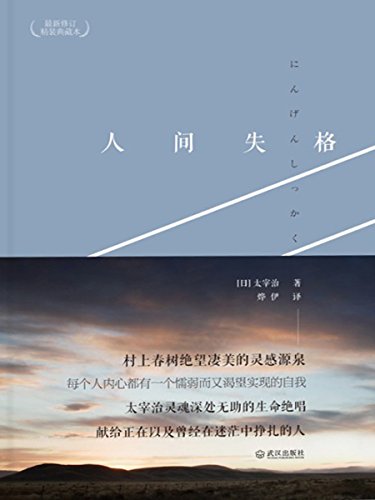 最新修订
精装典藏本
にんげんしっかく
人间失格
[日]太宰治 著
烨伊 译
村上春树绝望凄美的灵感源泉
每个人内心都有一个懦弱而又渴望实现的自我
太宰治灵魂深处无助的生命绝唱
献给正在以及曾经在迷茫中挣扎的人
武汉出版社